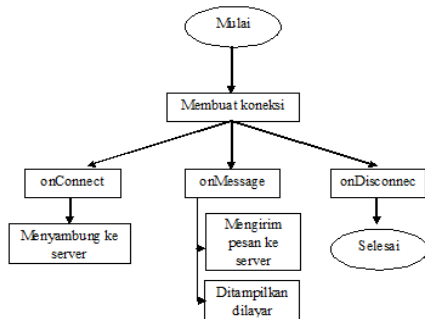 Mulai
Membuat koneksi
onConnect
onMessage
onDisconnec
Menyambung ke
server
Mengirim
pesan ke
server
Selesai
Ditampilkan
dilayar